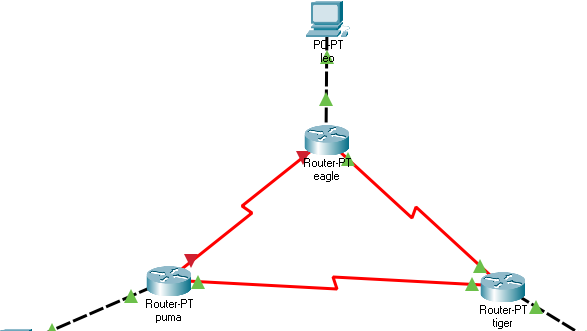 PC-PT
leo
Router-PT
eagle
Router-PT
puma
Router-PT
tiger